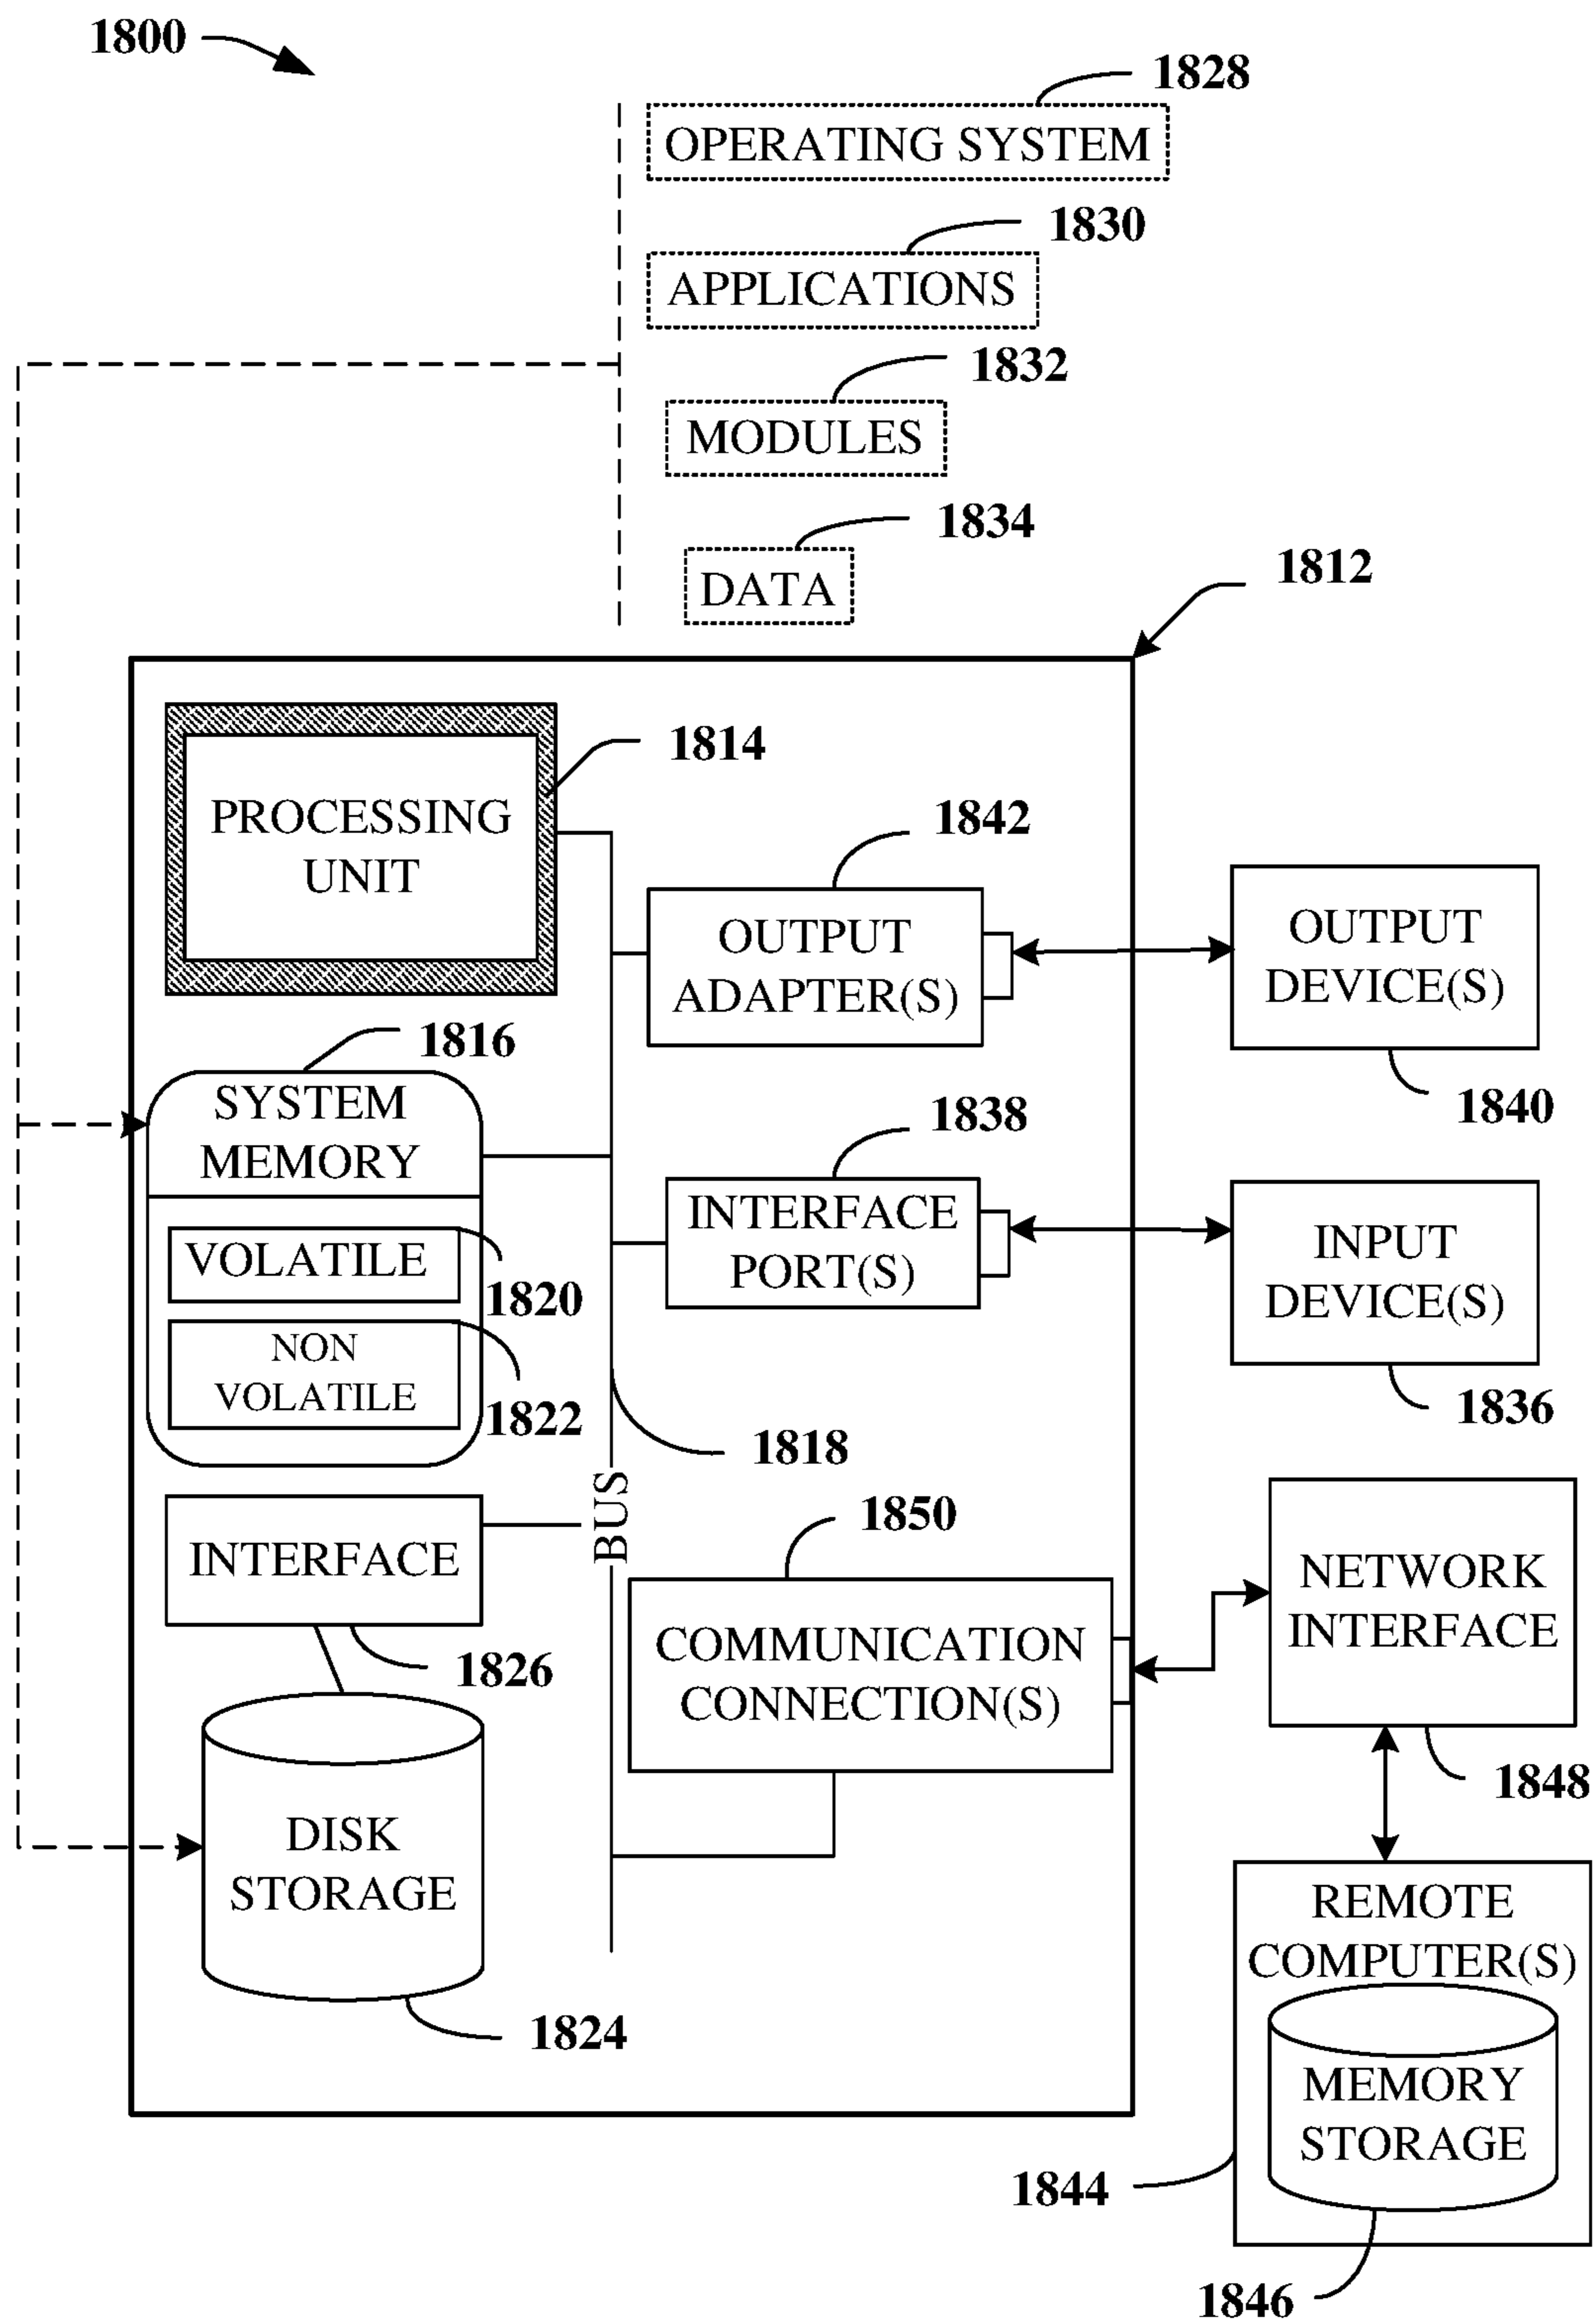 1800
1828
OPERATING SYSTEM
1830
APPLICATIONS
1832
MODULES
1834
DATA
1812
1814
PROCESSING
UNIT
1842
OUTPUT
ADAPTER(S)
OUTPUT
DEVICE(S)
1840
1816
SYSTEM
MEMORY
1838
INTERFACE
PORT(S)
INPUT
DEVICE(S)
1836
VOLATILE
1820
NON
VOLATILE
1822
1818
BUS
INTERFACE
1826
1850
COMMUNICATION
CONNECTION(S)
NETWORK
INTERFACE
1848
DISK
STORAGE
1824
REMOTE
COMPUTER(S)
MEMORY
STORAGE
1844
1846